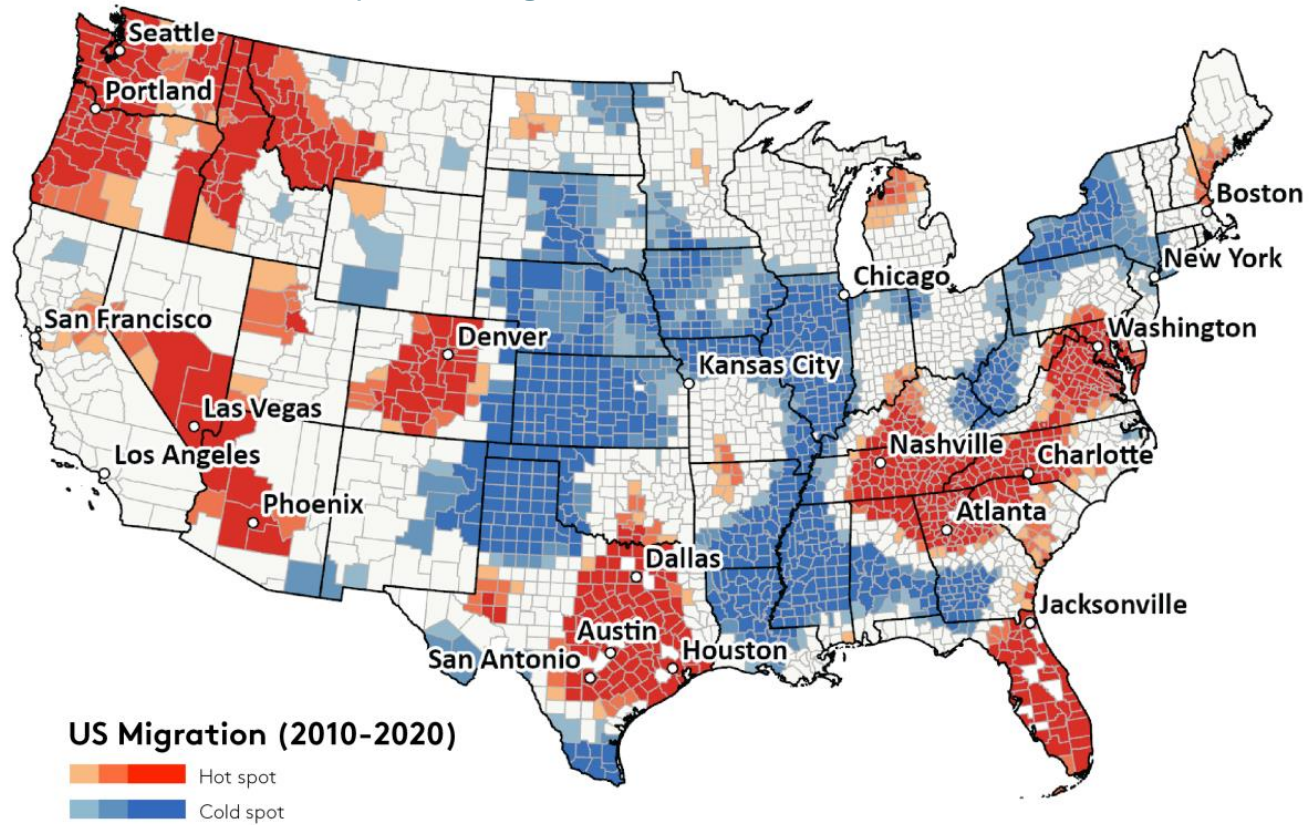 Seattle
Portland
Boston
New York
Chicago
San Francisco
Denver
Washington
Kansas City
Las Vegas
Nashville
Charlotte
Los Angeles
Phoenix
Atlanta
Dallas
Jacksonville
Austin
San Antonio
Houston
US Migration (2010-2020)
Hot spot
Cold spot